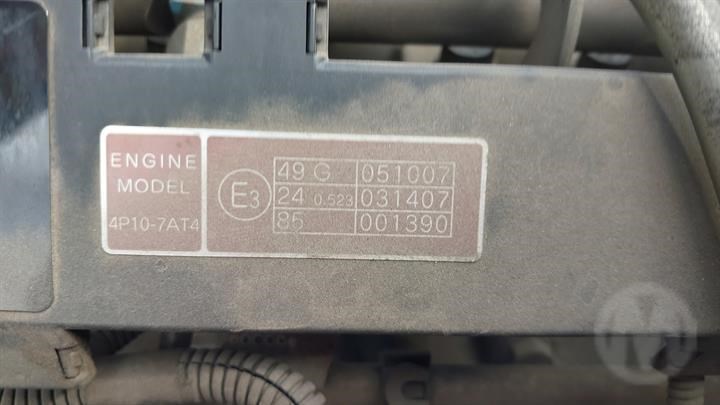 ENGINE
MODEL
4P10-7AT4
E3
49 G 051007
24 0.523 031407
85 001390
M